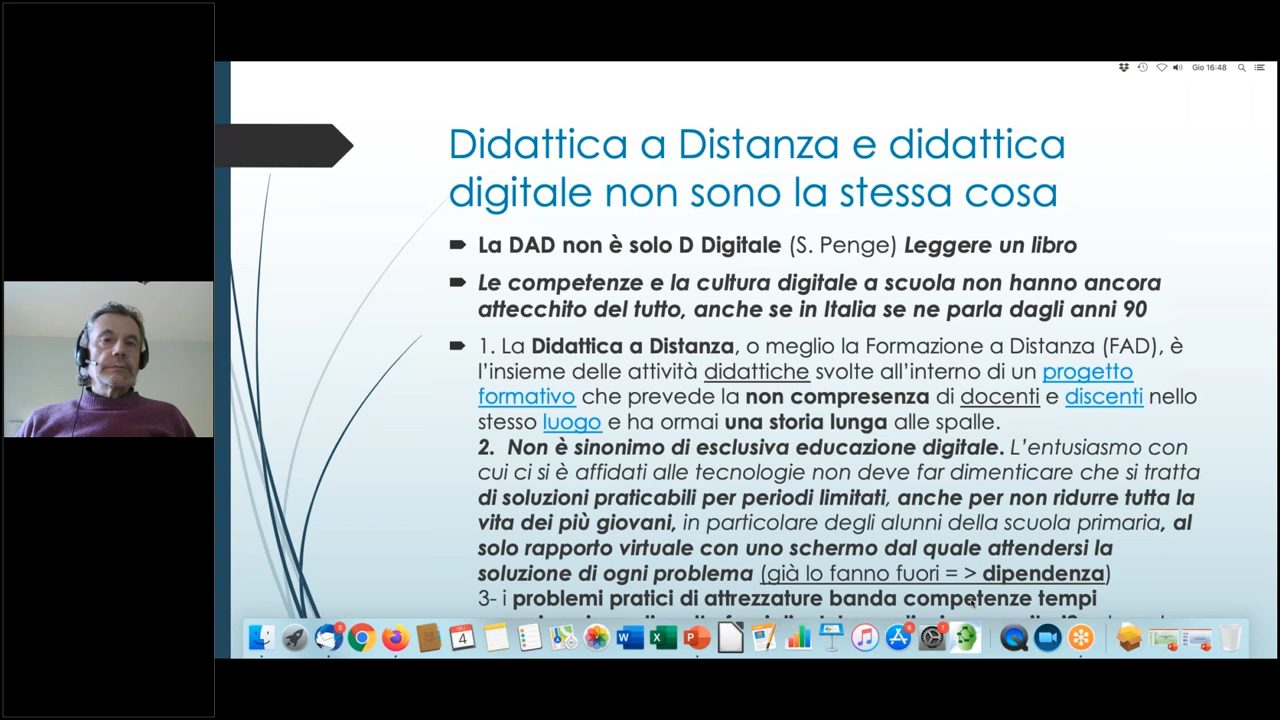 Gio 16:48
Didattica a Distanza e didattica
digitale non sono la stessa cosa
La DAD non è solo D Digitale (S. Penge) Leggere un libro
Le competenze e la cultura digitale a scuola non hanno ancora
attecchito del tutto, anche se in Italia se ne parla dagli anni 90
1. La Didattica a Distanza, o meglio la Formazione a Distanza (FAD), è
l’insieme delle attività didattiche svolte all’interno di un progetto
formativo che prevede la non compresenza di docenti e discenti nello
stesso luogo e ha ormai una storia lunga alle spalle.
2. Non è sinonimo di esclusiva educazione digitale. L’entusiasmo con
cui ci si è affidati alle tecnologie non deve far dimenticare che si tratta
di soluzioni praticabili per periodi limitati, anche per non ridurre tutta la
vita dei più giovani, in particolare degli alunni della scuola primaria, al
solo rapporto virtuale con uno schermo dal quale attendersi la
soluzione di ogni problema (già lo fanno fuori = > dipendenza)
3- i problemi pratici di attrezzature banda competenze tempi